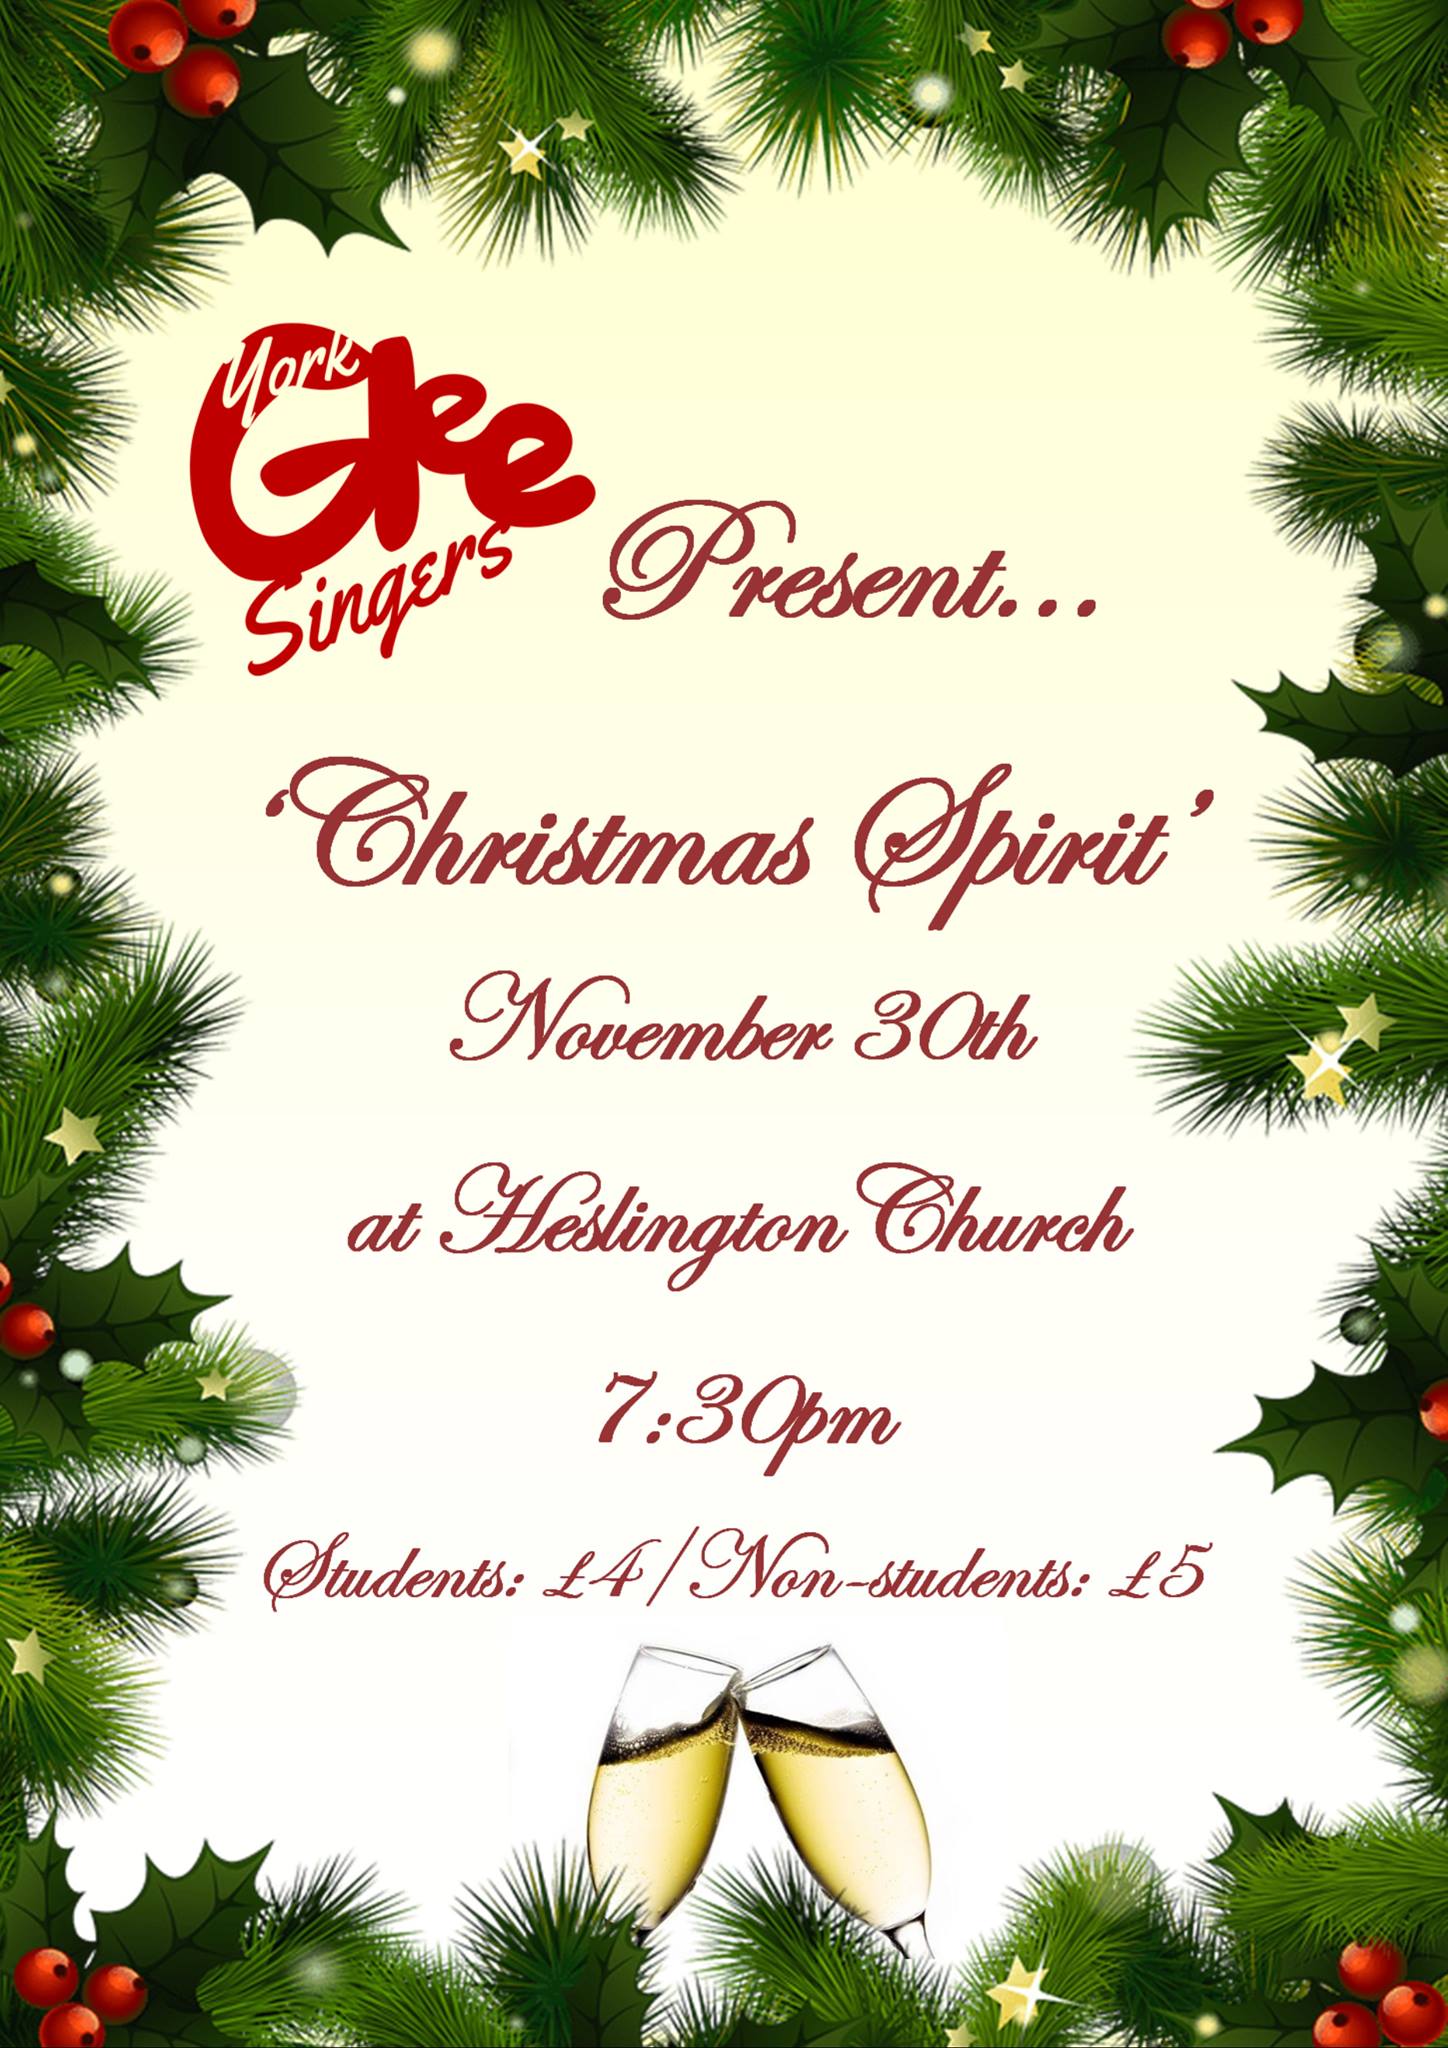 York
Glee
Singers
Present...
‘Christmas Spirit’
November 30th
at Heslington Church
7:30pm
Students: £4/Non-students: £5